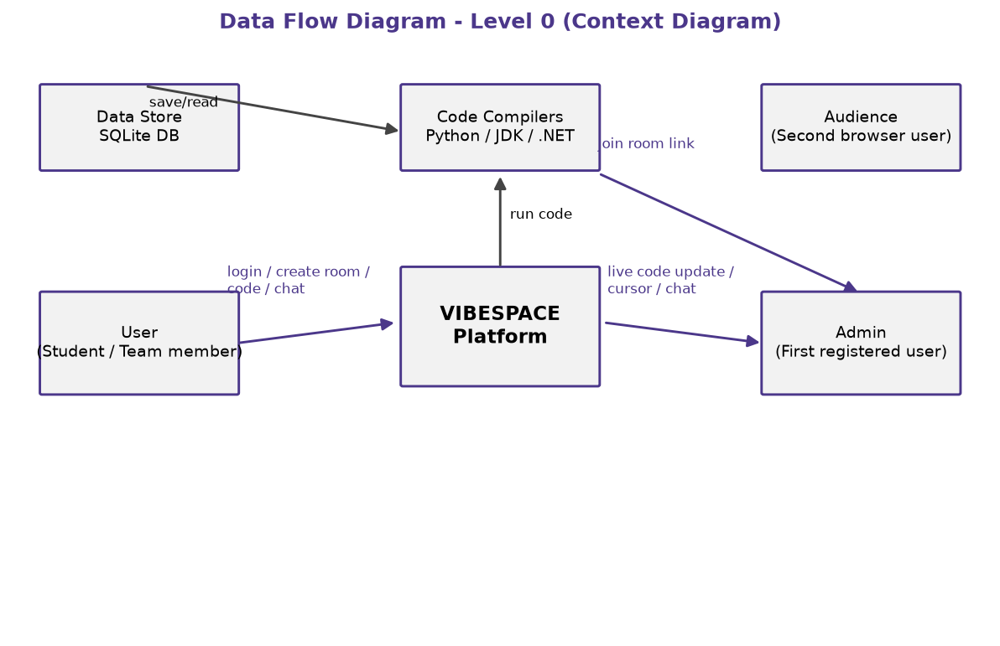 Data Flow Diagram - Level 0 (Context Diagram)
save/read
Data Store
SQLite DB
Code Compilers
Python / JDK / .NET
Audience
(Second browser user)
join room link
run code
login / create room /
code / chat
live code update /
cursor / chat
User
(Student / Team member)
VIBESPACE
Platform
Admin
(First registered user)